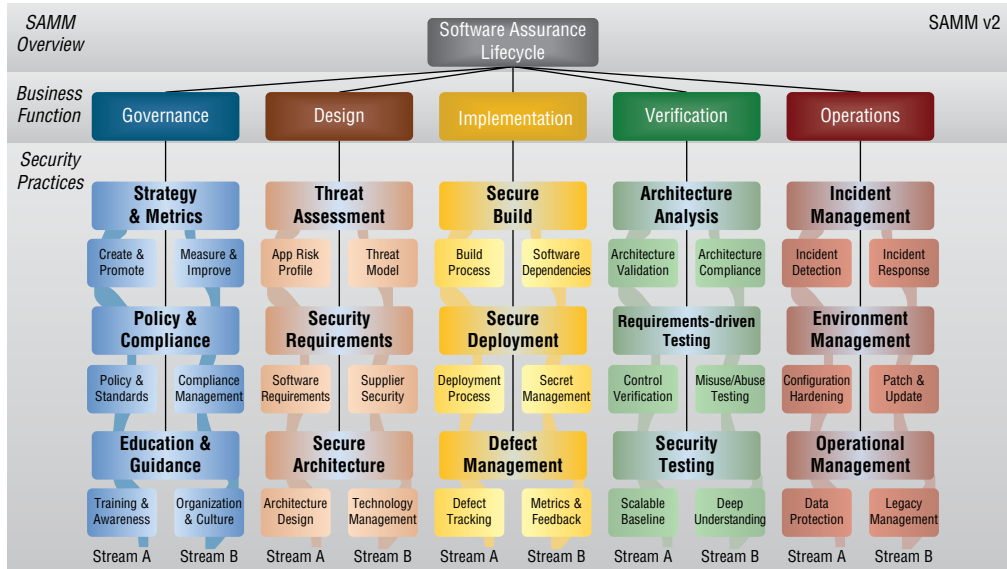 SAMM
Overview
Software Assurance
Lifecycle
SAMM v2
Business
Function
Governance
Design
Implementation
Verification
Operations
Security
Practices
Strategy
& Metrics
Threat
Assessment
Secure
Build
Architecture
Analysis
Incident
Management
Create &
Promote
Measure &
Improve
App Risk
Profile
Threat
Model
Build
Process
Software
Dependencies
Architecture
Validation
Architecture
Compliance
Incident
Detection
Incident
Response
Policy &
Compliance
Security
Requirements
Secure
Deployment
Requirements-driven
Testing
Environment
Management
Policy &
Standards
Compliance
Management
Software
Requirements
Supplier
Security
Deployment
Process
Secret
Management
Control
Verification
Misuse/Abuse
Testing
Configuration
Hardening
Patch &
Update
Education &
Guidance
Secure
Architecture
Defect
Management
Security
Testing
Operational
Management
Training &
Awareness
Organization
& Culture
Architecture
Design
Technology
Management
Defect
Tracking
Metrics &
Feedback
Scalable
Baseline
Deep
Understanding
Data
Protection
Legacy
Management
Stream A
Stream B
Stream A
Stream B
Stream A
Stream B
Stream A
Stream B
Stream A
Stream B